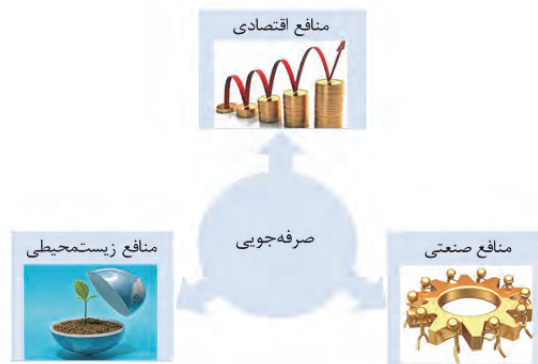 منافع اقتصادی
صرفه‌جویی
منافع صنعتی
منافع زیست‌محیطی